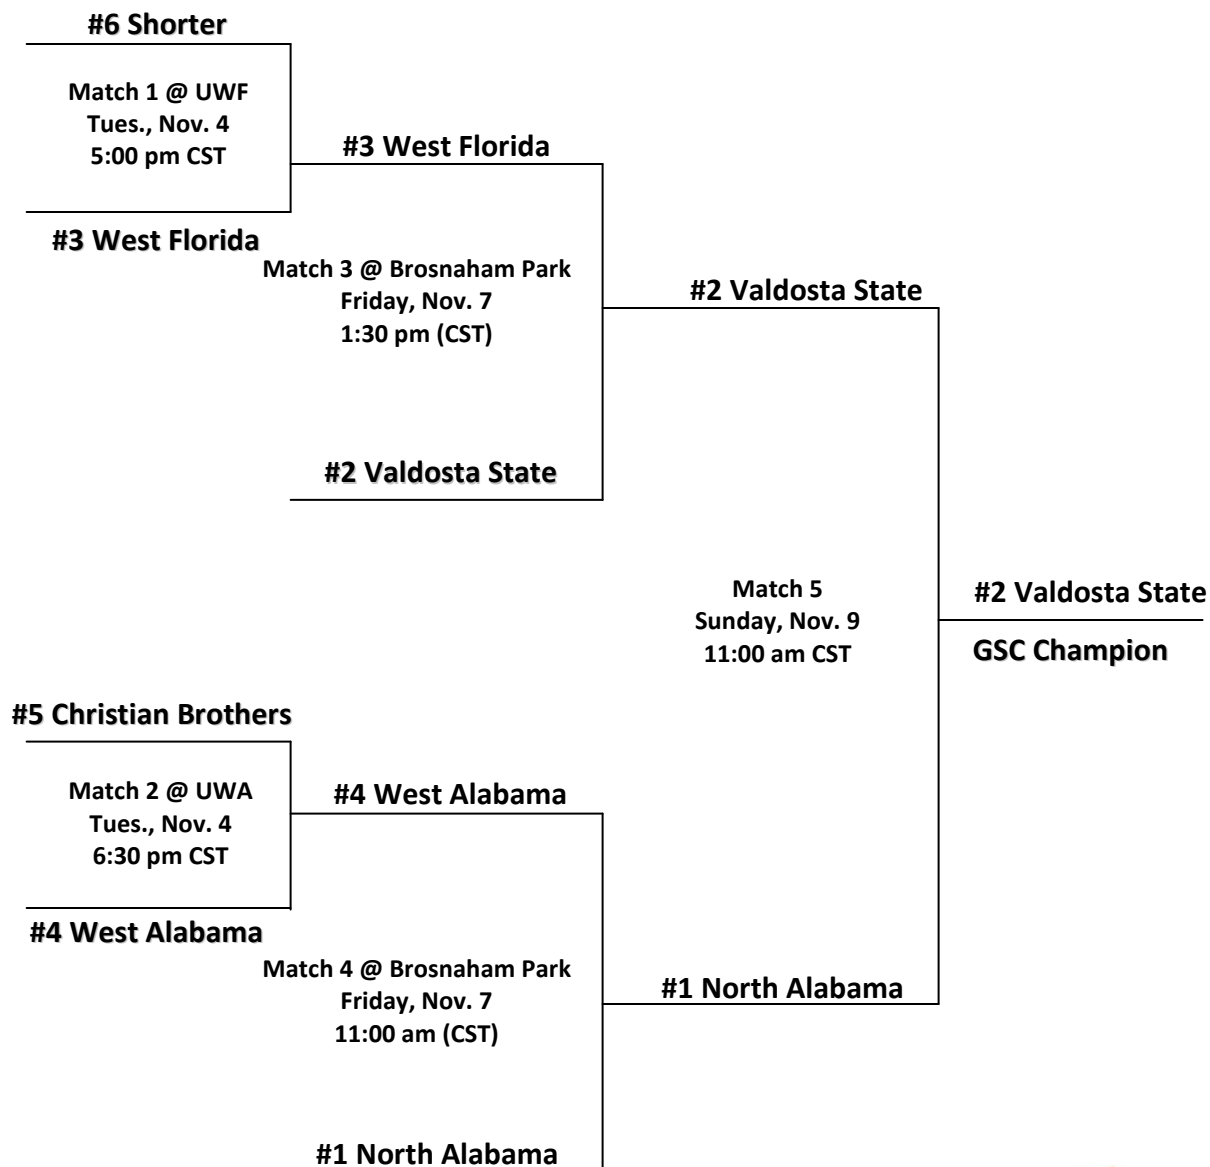 #6 Shorter
Match 1 @ UWF
Tues., Nov. 4
5:00 pm CST
#3 West Florida
#3 West Florida
Match 3 @ Brosnaham Park
Friday, Nov. 7
1:30 pm (CST)
#2 Valdosta State
#2 Valdosta State
Match 5
Sunday, Nov. 9
11:00 am CST
#2 Valdosta State
GSC Champion
#5 Christian Brothers
Match 2 @ UWA
Tues., Nov. 4
6:30 pm CST
#4 West Alabama
#4 West Alabama
Match 4 @ Brosnaham Park
Friday, Nov. 7
11:00 am (CST)
#1 North Alabama
#1 North Alabama